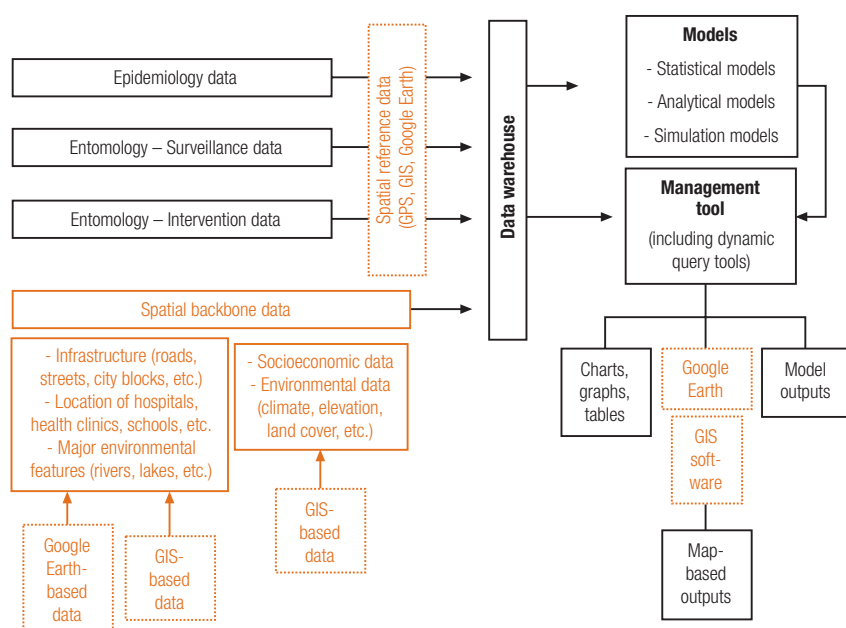 Epidemiology data
Entomology – Surveillance data
Entomology – Intervention data
Spatial reference data
(GPS, GIS, Google Earth)
Spatial backbone data
- Infrastructure (roads,
streets, city blocks, etc.)
- Location of hospitals,
health clinics, schools, etc.
- Major environmental
features (rivers, lakes, etc.)
- Socioeconomic data
- Environmental data
(climate, elevation,
land cover, etc.)
Google
Earth-
based
data
GIS-
based
data
GIS-
based
data
Data warehouse
Models
- Statistical models
- Analytical models
- Simulation models
Management
tool
(including dynamic
query tools)
Charts,
graphs,
tables
Google
Earth
Model
outputs
GIS
soft-
ware
Map-
based
outputs